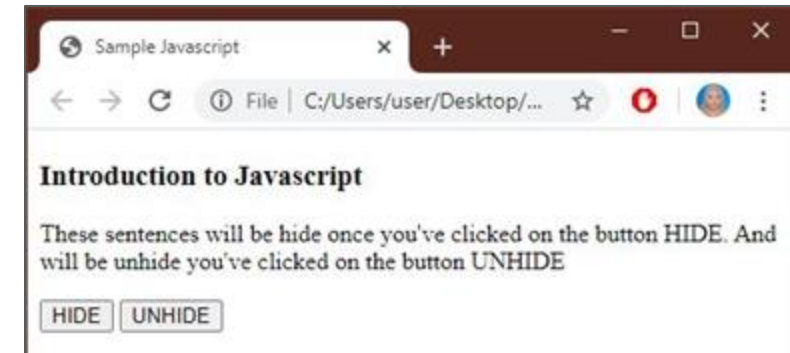 Sample Javascript
File | C:/Users/user/Desktop/...
Introduction to Javascript
These sentences will be hide once you've clicked on the button HIDE. And
will be unhide you've clicked on the button UNHIDE
HIDE UNHIDE